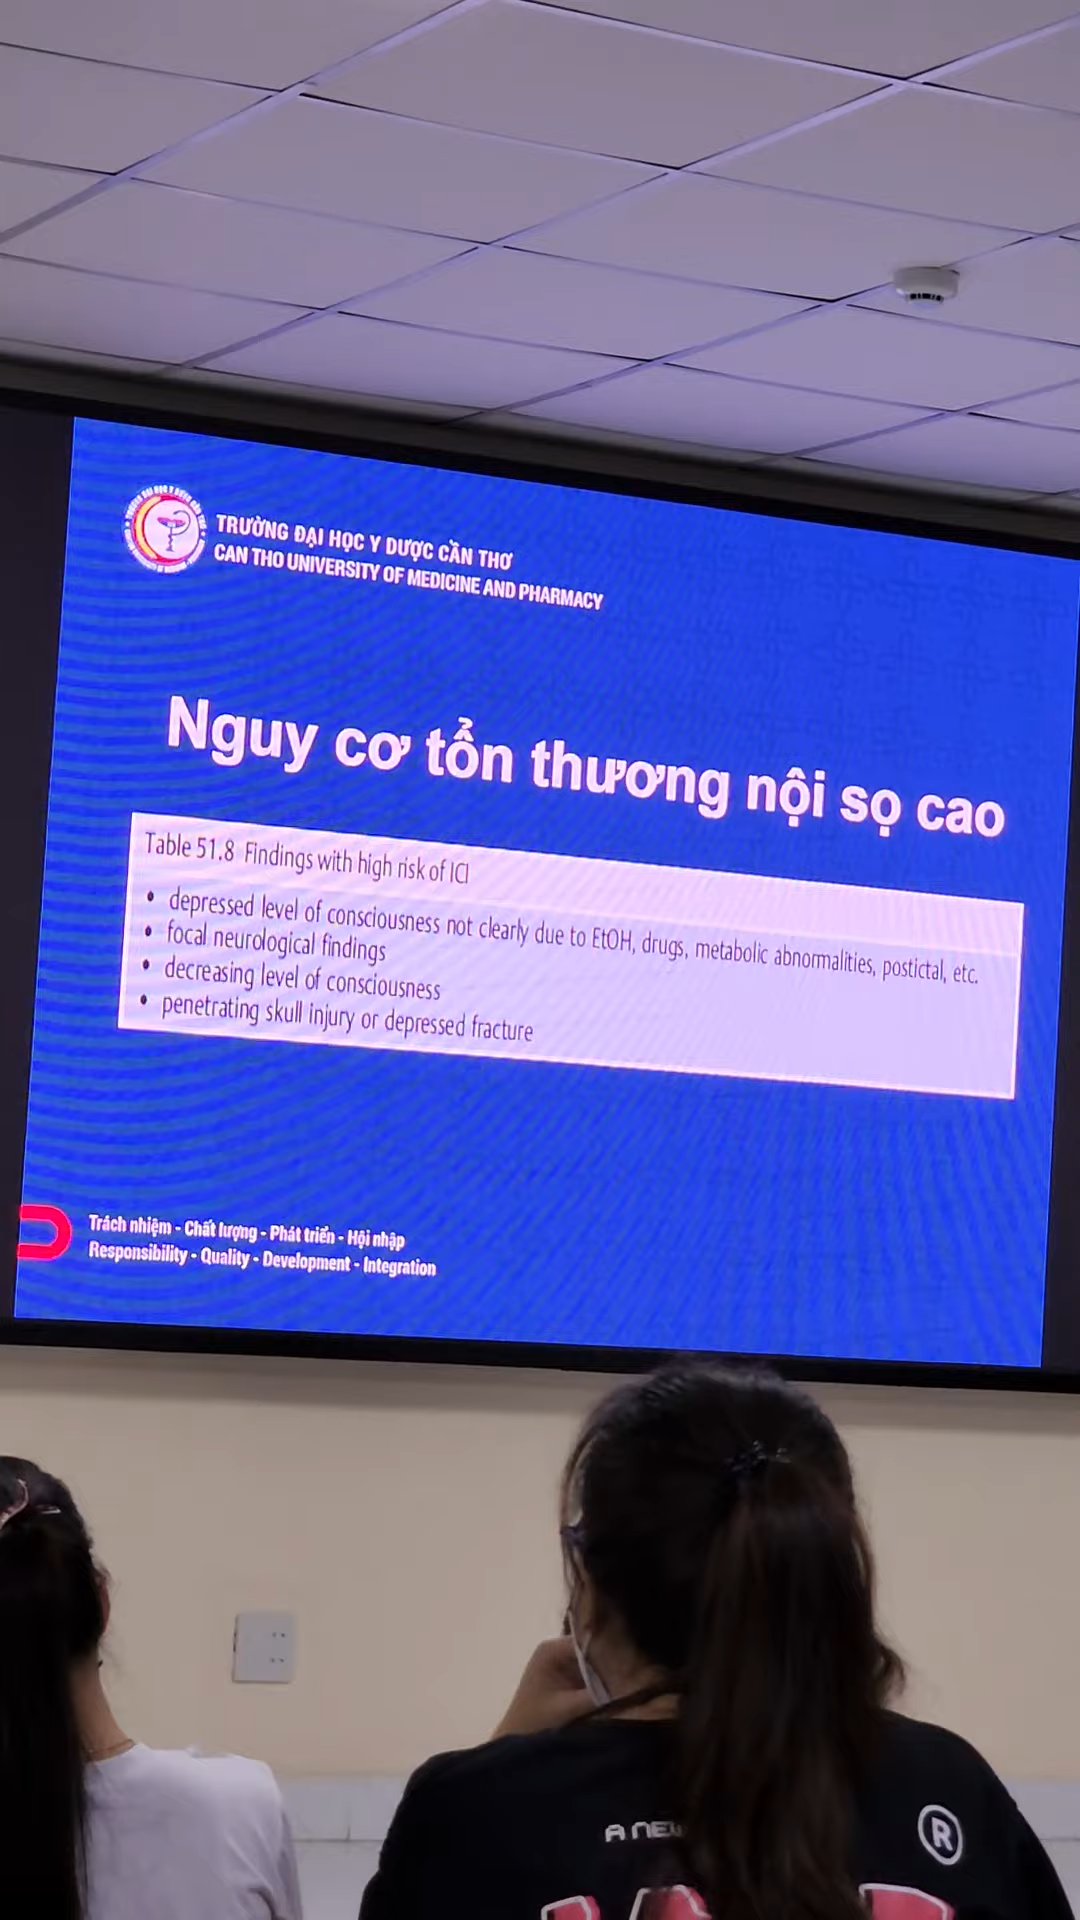 TRƯỜNG ĐẠI HỌC Y DƯỢC CẦN THƠ
CAN THO UNIVERSITY OF MEDICINE AND PHARMACY
Nguy cơ tổn thương nội sọ cao
Table 51.8 Findings with high risk of ICI
• depressed level of consciousness not clearly due to EtOH, drugs, metabolic abnormalities, postictal, etc.
• focal neurological findings
• decreasing level of consciousness
• penetrating skull injury or depressed fracture
Trách nhiệm - Chất lượng - Phát triển - Hội nhập
Responsibility - Quality - Development - Integration
A
®